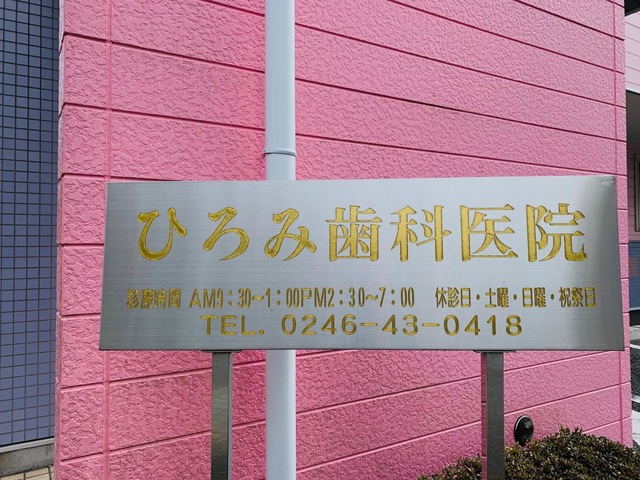 ひろみ歯科医院
診療時間 AM9：30～1：00PM2：30～7：00 休診日・土曜・日曜・祝祭日
TEL. 0246-43-0418